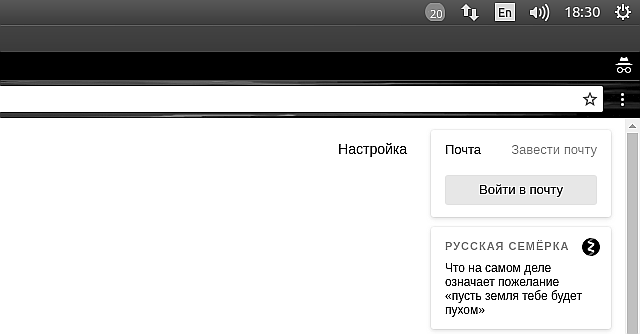 20 En 18:30
Настройка
Почта Завести почту
Войти в почту
РУССКАЯ СЕМЁРКА
Что на самом деле
означает пожелание
«пусть земля тебе будет
пухом»